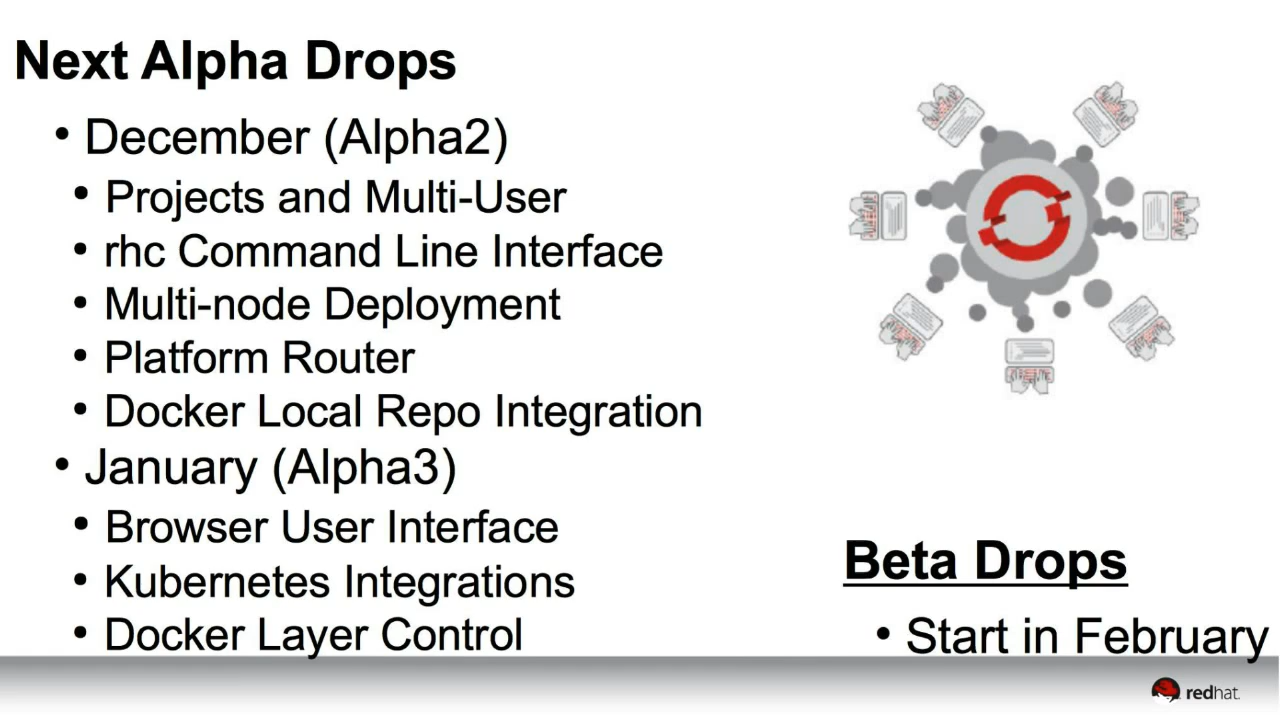 Next Alpha Drops
• December (Alpha2)
• Projects and Multi-User
• rhc Command Line Interface
• Multi-node Deployment
• Platform Router
• Docker Local Repo Integration
• January (Alpha3)
• Browser User Interface
• Kubernetes Integrations
• Docker Layer Control
Beta Drops
• Start in February
redhat.